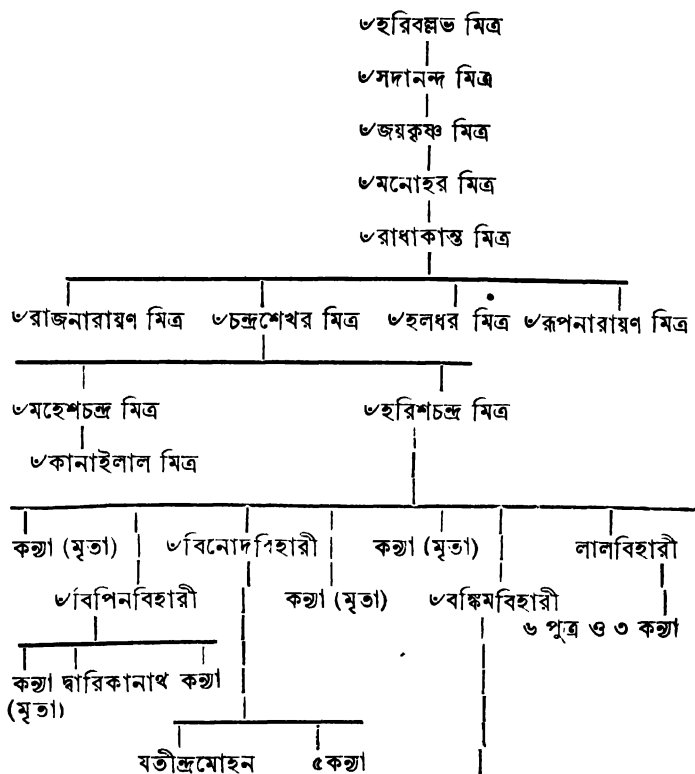 ৺হরিবল্লভ মিত্র
৺সদানন্দ মিত্র
৺জয়কৃষ্ণ মিত্র
৺মনোহর মিত্র
৺রাধাকান্ত মিত্র
৺রাজনারায়ণ মিত্র ৺চন্দ্রশেখর মিত্র ৺হলধর মিত্র ৺রূপনারায়ণ মিত্র
৺মহেশচন্দ্র মিত্র ৺হরিশচন্দ্র মিত্র
৺কানাইলাল মিত্র
কন্যা (মৃতা) ৺বিনোদবিহারী কন্যা (মৃতা) লালবিহারী
৺বিপিনবিহারী কন্যা (মৃতা) ৺বঙ্কিমবিহারী
৬ পুত্র ও ৩ কন্যা
কন্যা দ্বারিকানাথ কন্যা
(মৃতা)
যতীন্দ্রমোহন ৫কন্যা